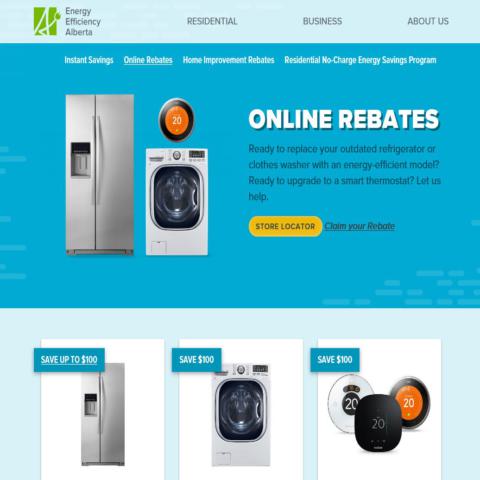 Energy
Efficiency
Alberta
RESIDENTIAL
BUSINESS
ABOUT US
Instant Savings
Online Rebates
Home Improvement Rebates
Residential No-Charge Energy Savings Program
20
ONLINE REBATES
Ready to replace your outdated refrigerator or
clothes washer with an energy-efficient model?
Ready to upgrade to a smart thermostat? Let us
help.
STORE LOCATOR
Claim your Rebate
SAVE UP TO $100
SAVE $100
SAVE $100
20
20
20